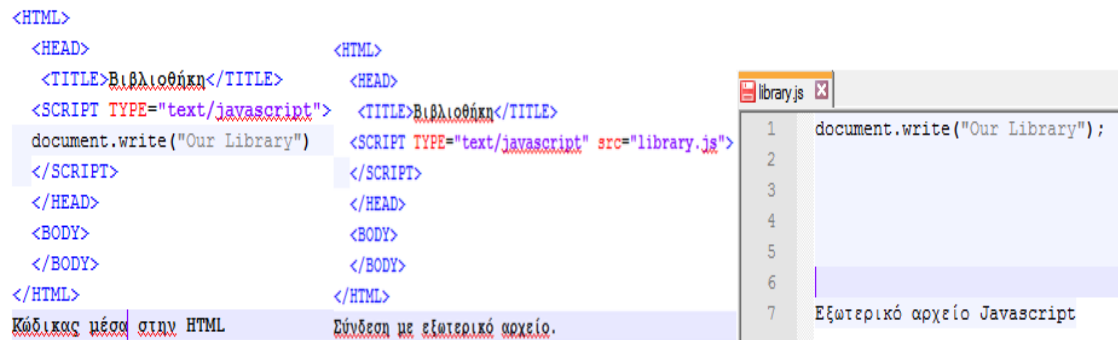 <HTML>
<HEAD>
<TITLE>Βιβλιοθήκη</TITLE>
<SCRIPT TYPE="text/javascript">
document.write("Our Library")
</SCRIPT>
</HEAD>
<BODY>
</BODY>
</HTML>
Κώδικας μέσα στην HTML
<HTML>
<HEAD>
<TITLE>Βιβλιοθήκη</TITLE>
<SCRIPT TYPE="text/javascript" src="library.js">
</SCRIPT>
</HEAD>
<BODY>
</BODY>
</HTML>
Σύνδεση με εξωτερικό αρχείο.
library.js
1 document.write("Our Library");
2
3
4
5
6
7 Εξωτερικό αρχείο Javascript